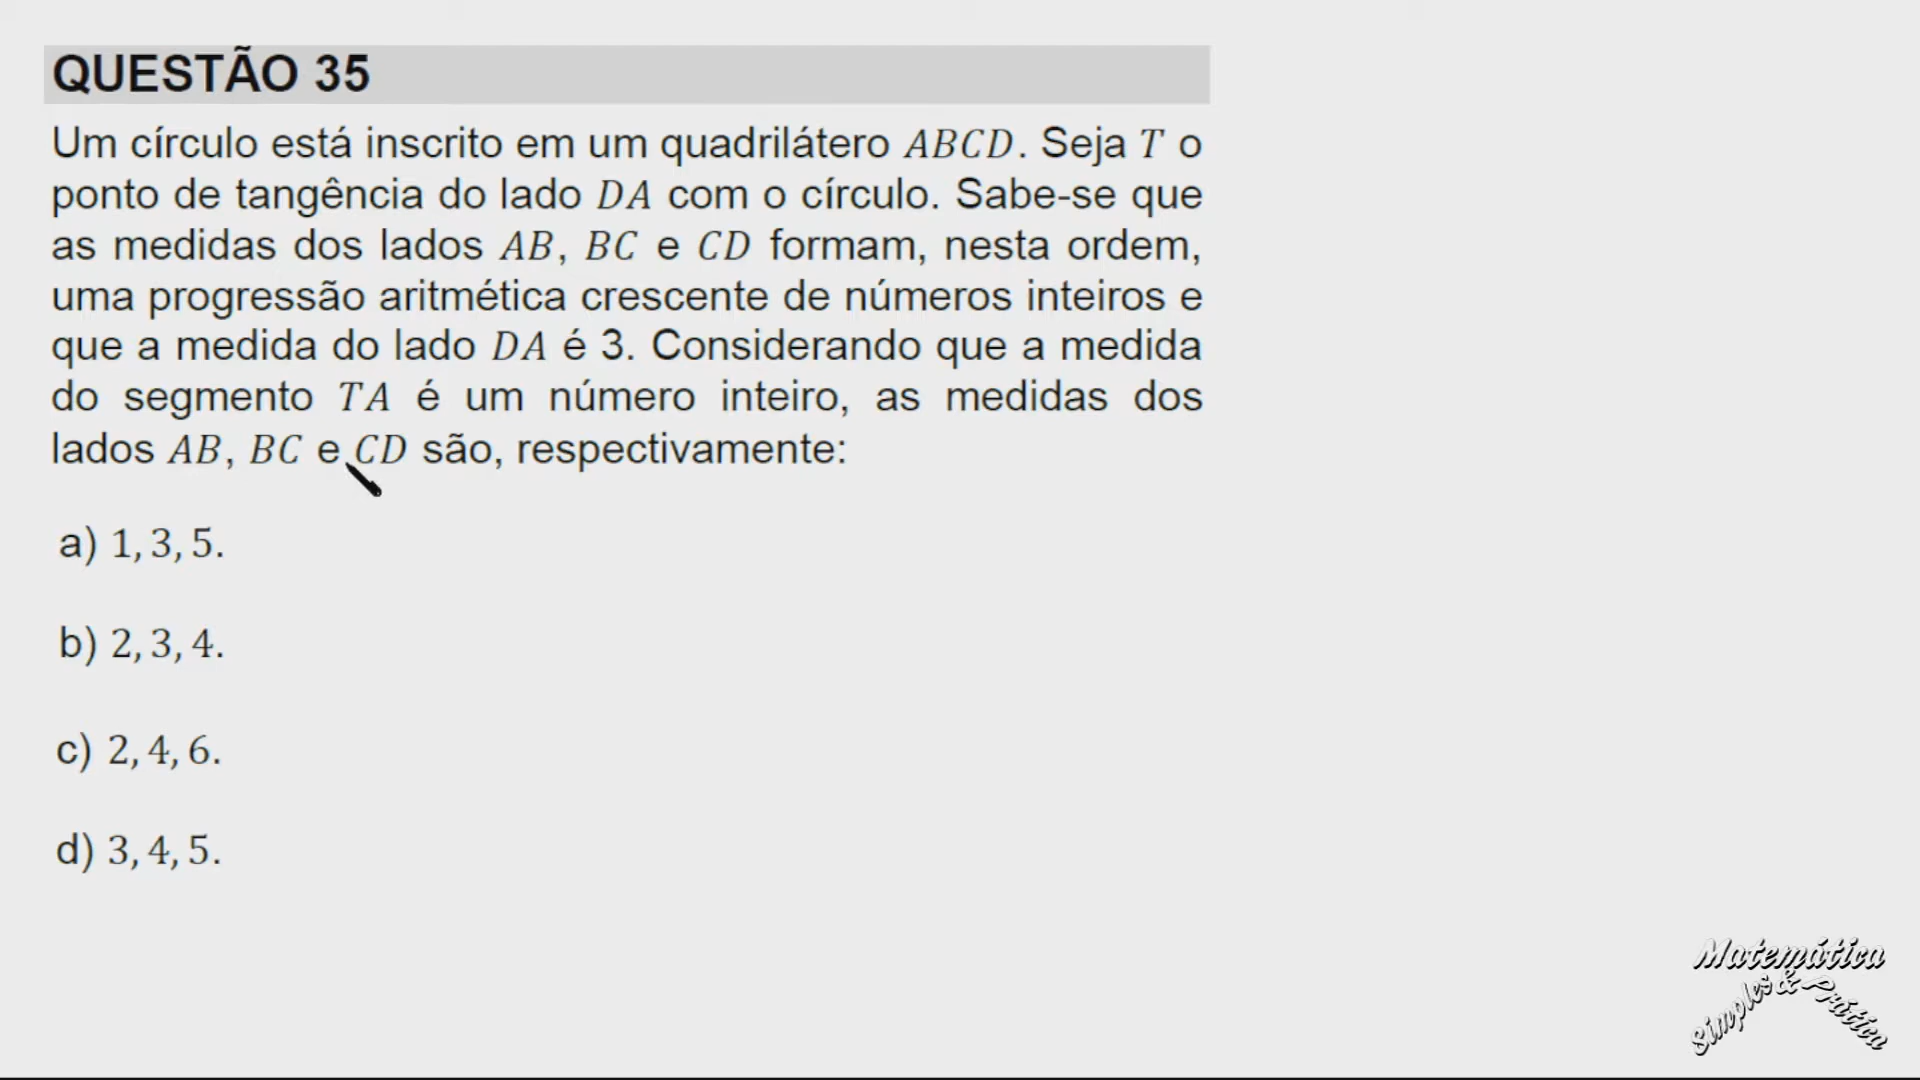 QUESTÃO 35
Um círculo está inscrito em um quadrilátero ABCD. Seja T o
ponto de tangência do lado DA com o círculo. Sabe-se que
as medidas dos lados AB, BC e CD formam, nesta ordem,
uma progressão aritmética crescente de números inteiros e
que a medida do lado DA é 3. Considerando que a medida
do segmento TA é um número inteiro, as medidas dos
lados AB, BC e CD são, respectivamente:
a) 1, 3, 5.
b) 2, 3, 4.
c) 2, 4, 6.
d) 3, 4, 5.
Matemática
Simples & Prática